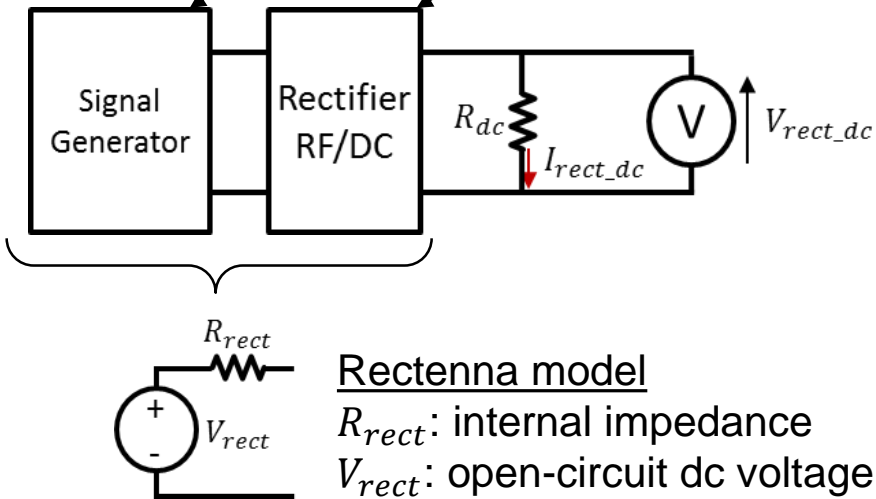 Signal
Generator
Rectifier
RF/DC
R_dc
I_rect_dc
V
V_rect_dc
R_rect
+
-
V_rect
Rectenna model
R_rect: internal impedance
V_rect: open-circuit dc voltage